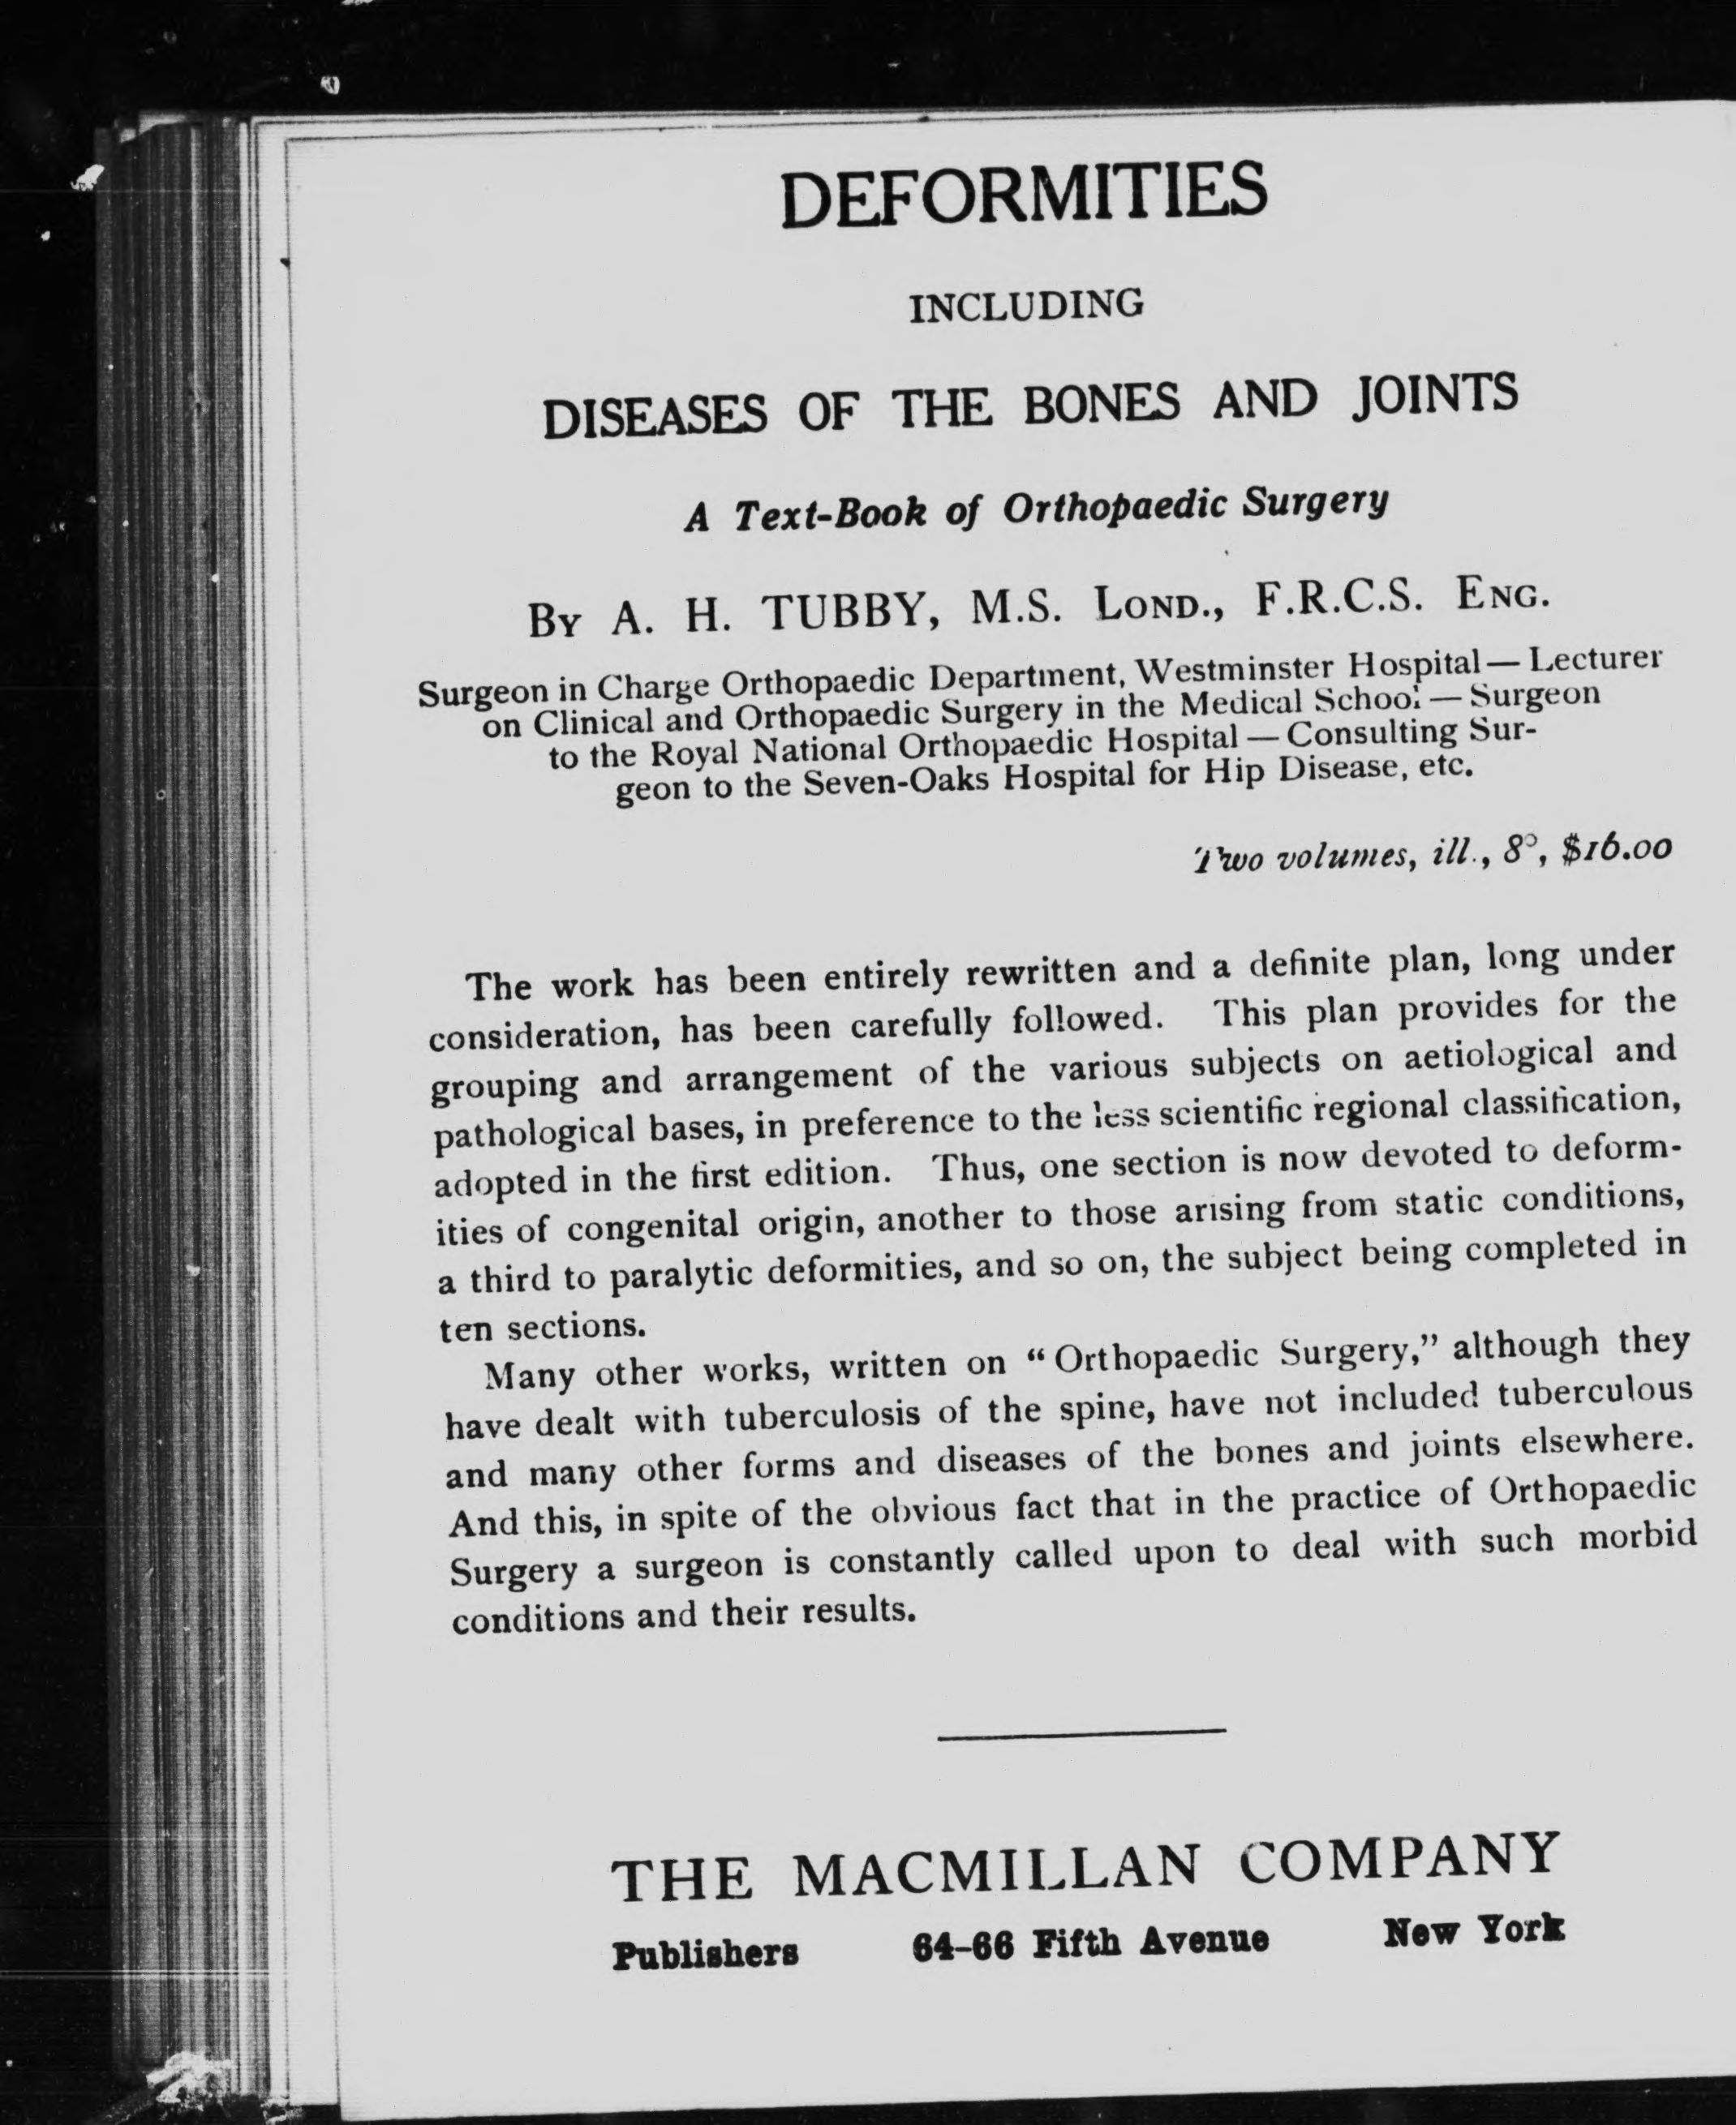 DEFORMITIES
INCLUDING
DISEASES OF THE BONES AND JOINTS
A Text-Book of Orthopaedic Surgery
By A. H. TUBBY, M.S. Lond., F.R.C.S. Eng.
Surgeon in Charge Orthopaedic Department, Westminster Hospital — Lecturer
on Clinical and Orthopaedic Surgery in the Medical School — Surgeon
to the Royal National Orthopaedic Hospital — Consulting Sur-
geon to the Seven-Oaks Hospital for Hip Disease, etc.
Two volumes, ill., 8°, $16.00
The work has been entirely rewritten and a definite plan, long under
consideration, has been carefully followed. This plan provides for the
grouping and arrangement of the various subjects on aetiological and
pathological bases, in preference to the less scientific regional classification,
adopted in the first edition. Thus, one section is now devoted to deform-
ities of congenital origin, another to those arising from static conditions,
a third to paralytic deformities, and so on, the subject being completed in
ten sections.
Many other works, written on “Orthopaedic Surgery,” although they
have dealt with tuberculosis of the spine, have not included tuberculous
and many other forms and diseases of the bones and joints elsewhere.
And this, in spite of the obvious fact that in the practice of Orthopaedic
Surgery a surgeon is constantly called upon to deal with such morbid
conditions and their results.
THE MACMILLAN COMPANY
Publishers 64-66 Fifth Avenue New York